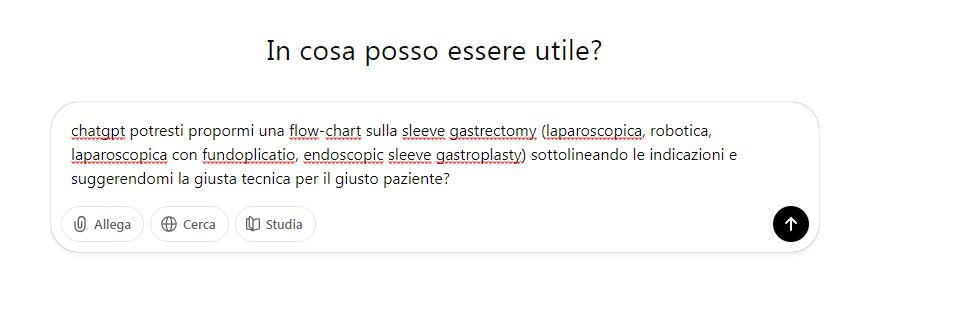 In cosa posso essere utile?
chatgpt potresti propormi una flow-chart sulla sleeve gastrectomy (laparoscopica, robotica,
laparoscopica con fundoplicatio, endoscopic sleeve gastroplasty) sottolineando le indicazioni e
suggerendomi la giusta tecnica per il giusto paziente?
Allega Cerca Studia